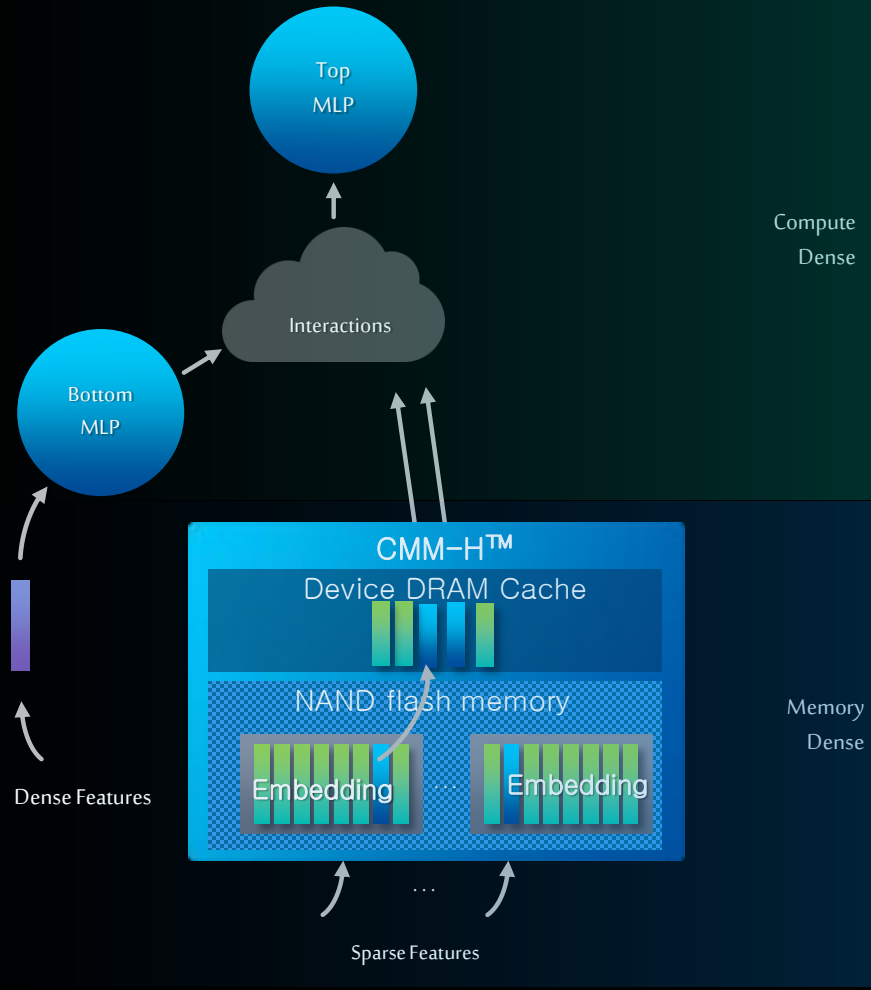 Top
MLP
Compute
Dense
Interactions
Bottom
MLP
CMM-H™
Device DRAM Cache
NAND flash memory
Memory
Dense
Embedding
...
Embedding
Dense Features
...
Sparse Features